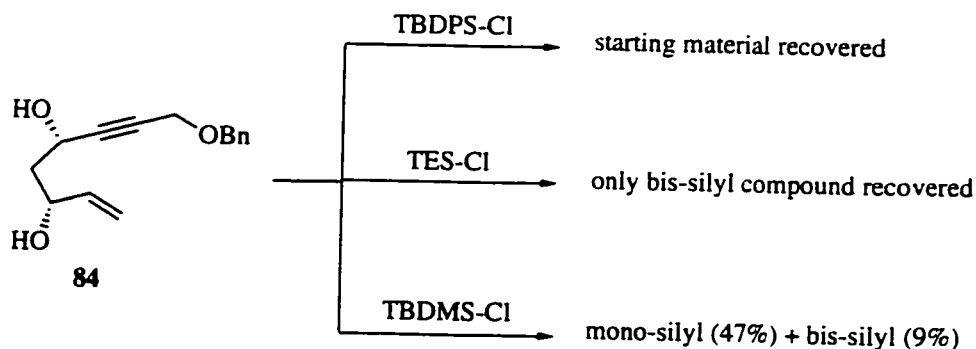 TBDPS-Cl
starting material recovered
HO
OBn
TES-Cl
only bis-silyl compound recovered
HO
84
TBDMS-Cl
mono-silyl (47%) + bis-silyl (9%)